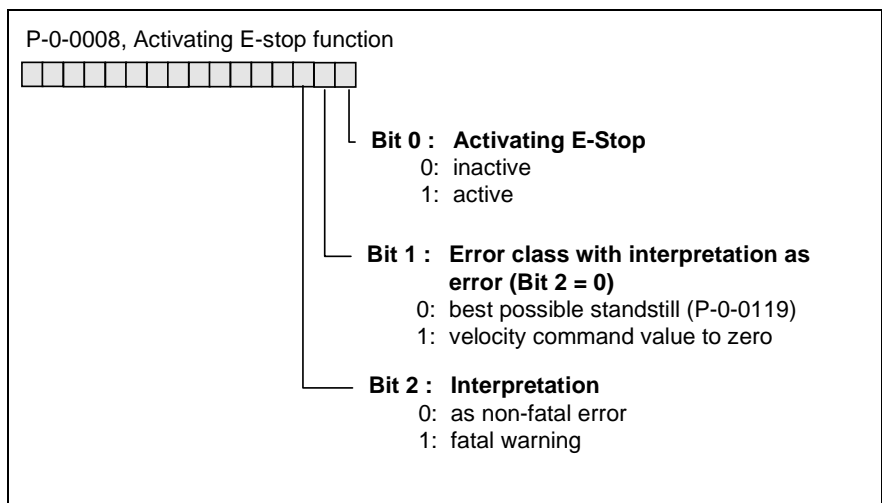 P-0-0008, Activating E-stop function
Bit 0 : Activating E-Stop
0: inactive
1: active
Bit 1 : Error class with interpretation as
error (Bit 2 = 0)
0: best possible standstill (P-0-0119)
1: velocity command value to zero
Bit 2 : Interpretation
0: as non-fatal error
1: fatal warning